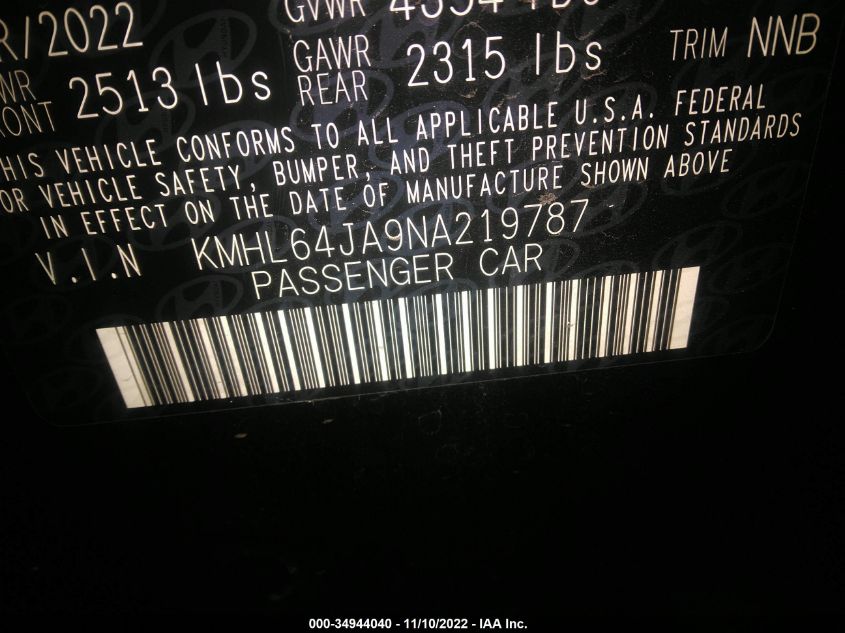 R/2022 GVWR
WR GAWR TRIM NNB
RONT 2513 lbs REAR 2315 lbs
HIS VEHICLE CONFORMS TO ALL APPLICABLE U.S.A. FEDERAL
OR VEHICLE SAFETY, BUMPER, AND THEFT PREVENTION STANDARDS
IN EFFECT ON THE DATE OF MANUFACTURE SHOWN ABOVE
V.I.N KMHL64JA9NA219787
PASSENGER CAR
000-34944040 - 11/10/2022 - IAA Inc.